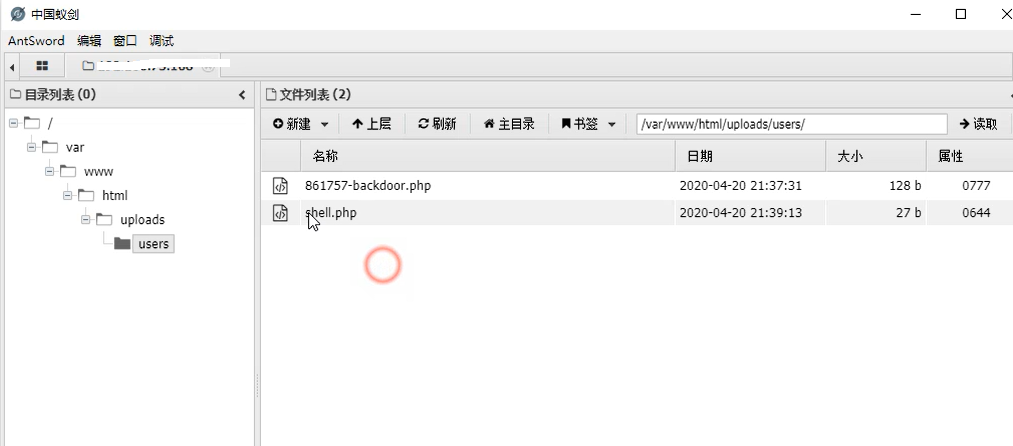 中国蚁剑
AntSword 编辑 窗口 调试
目录列表 (0)
/
var
www
html
uploads
users
文件列表 (2)
新建 上层 刷新 主目录 书签 /var/www/html/uploads/users/ 读取
名称 日期 大小 属性
861757-backdoor.php 2020-04-20 21:37:31 128 b 0777
shell.php 2020-04-20 21:39:13 27 b 0644